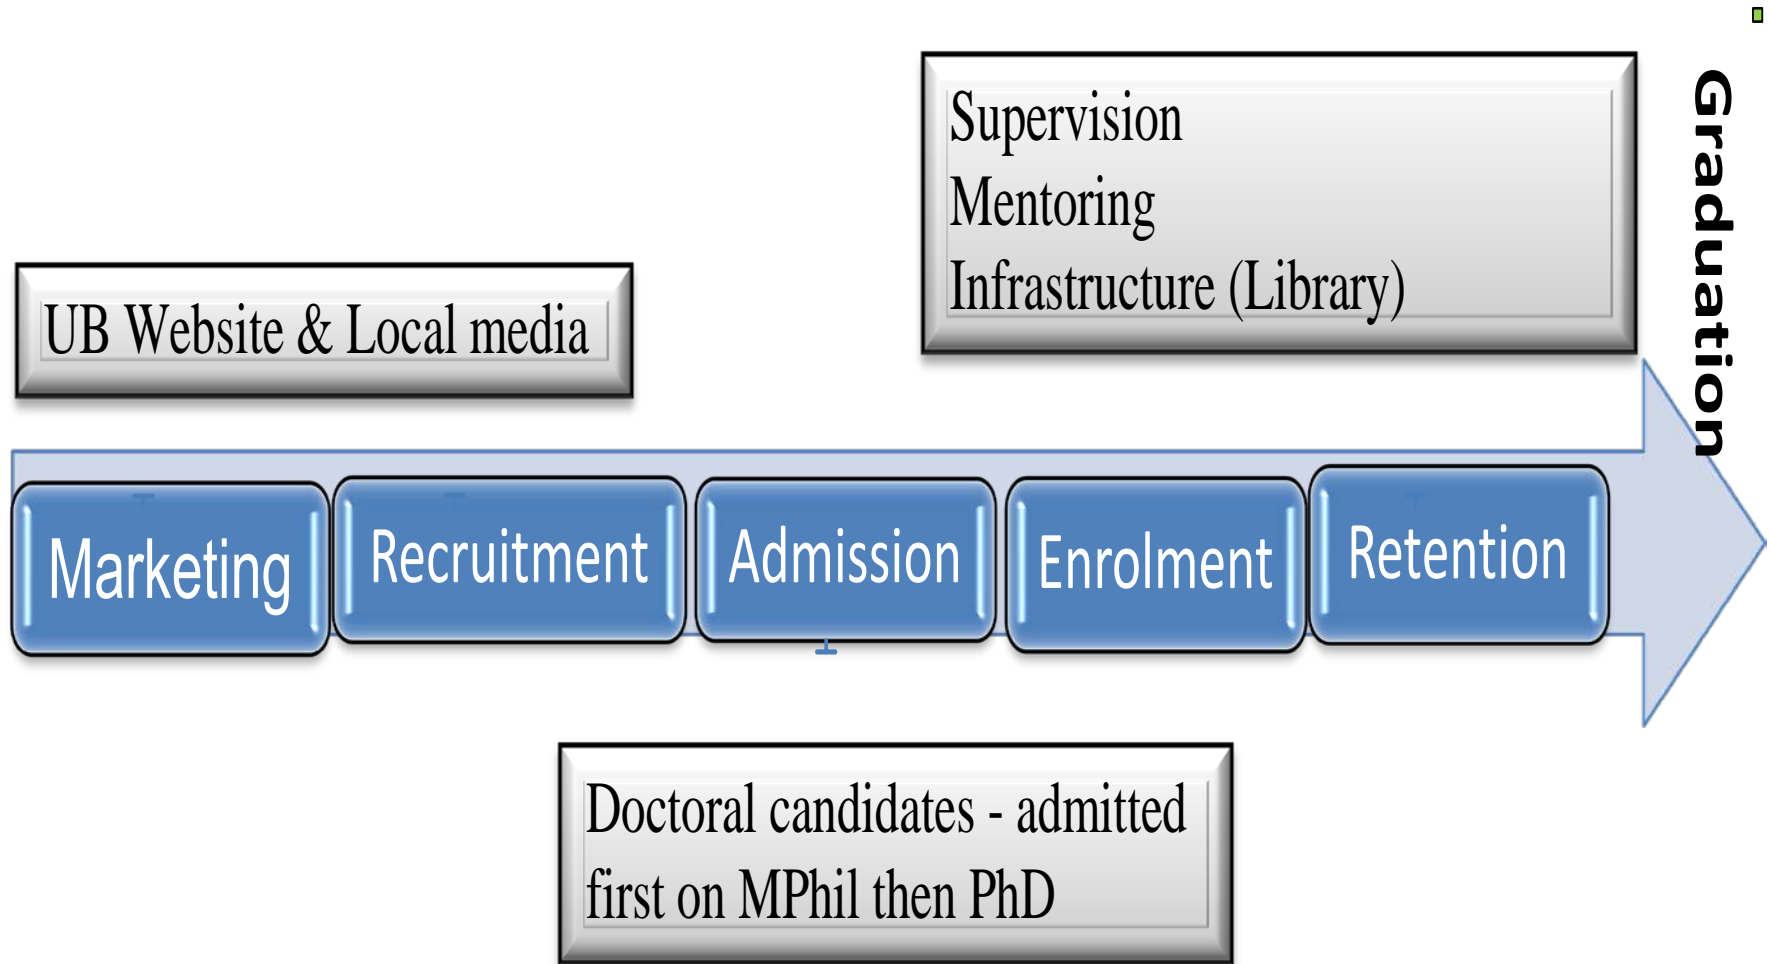 Supervision
Mentoring
Infrastructure (Library)
Graduation
UB Website & Local media
Marketing
Recruitment
Admission
Enrolment
Retention
Doctoral candidates - admitted
first on MPhil then PhD